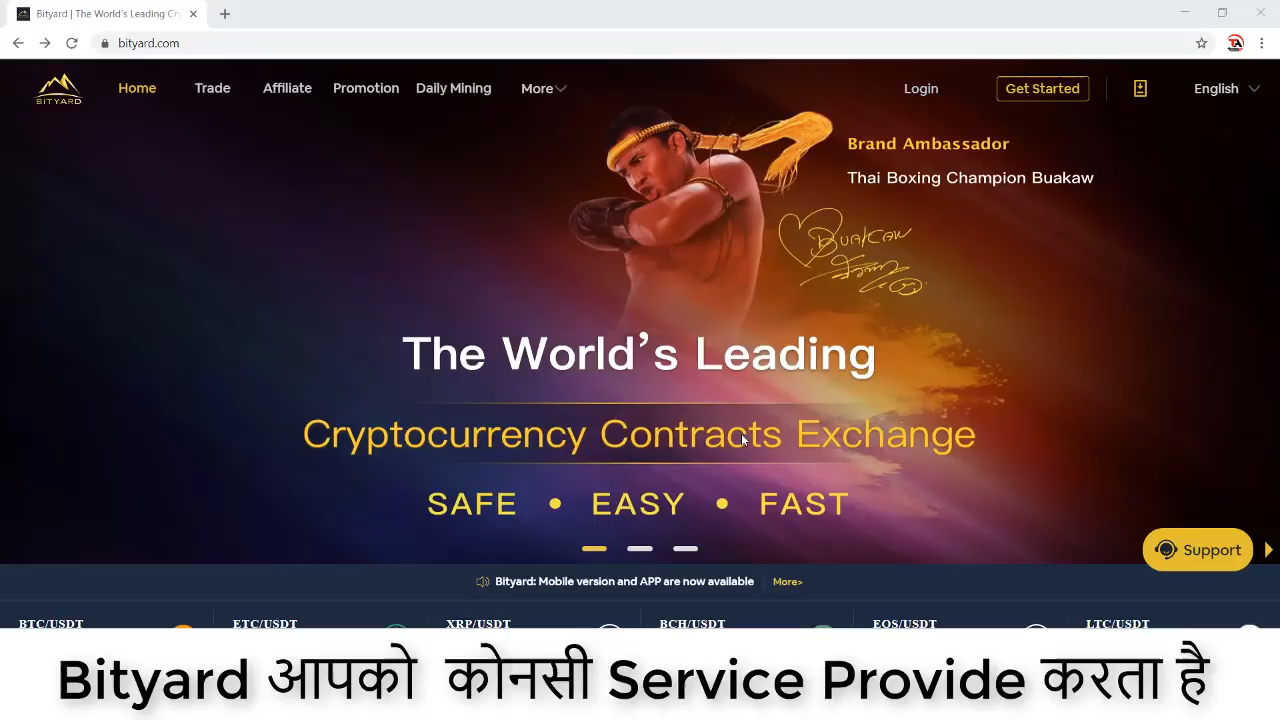 Bityard | The World's Leading Cr
bityard.com
BITYARD
Home Trade Affiliate Promotion Daily Mining More Login Get Started English
Brand Ambassador
Thai Boxing Champion Buakaw
BUAKAW
The World's Leading
Cryptocurrency Contracts Exchange
SAFE • EASY • FAST
Support
Bityard: Mobile version and APP are now available More>
BTC/USDT ETC/USDT XRP/USDT BCH/USDT EOS/USDT LTC/USDT
Bityard आपको कोनसी Service Provide करता है